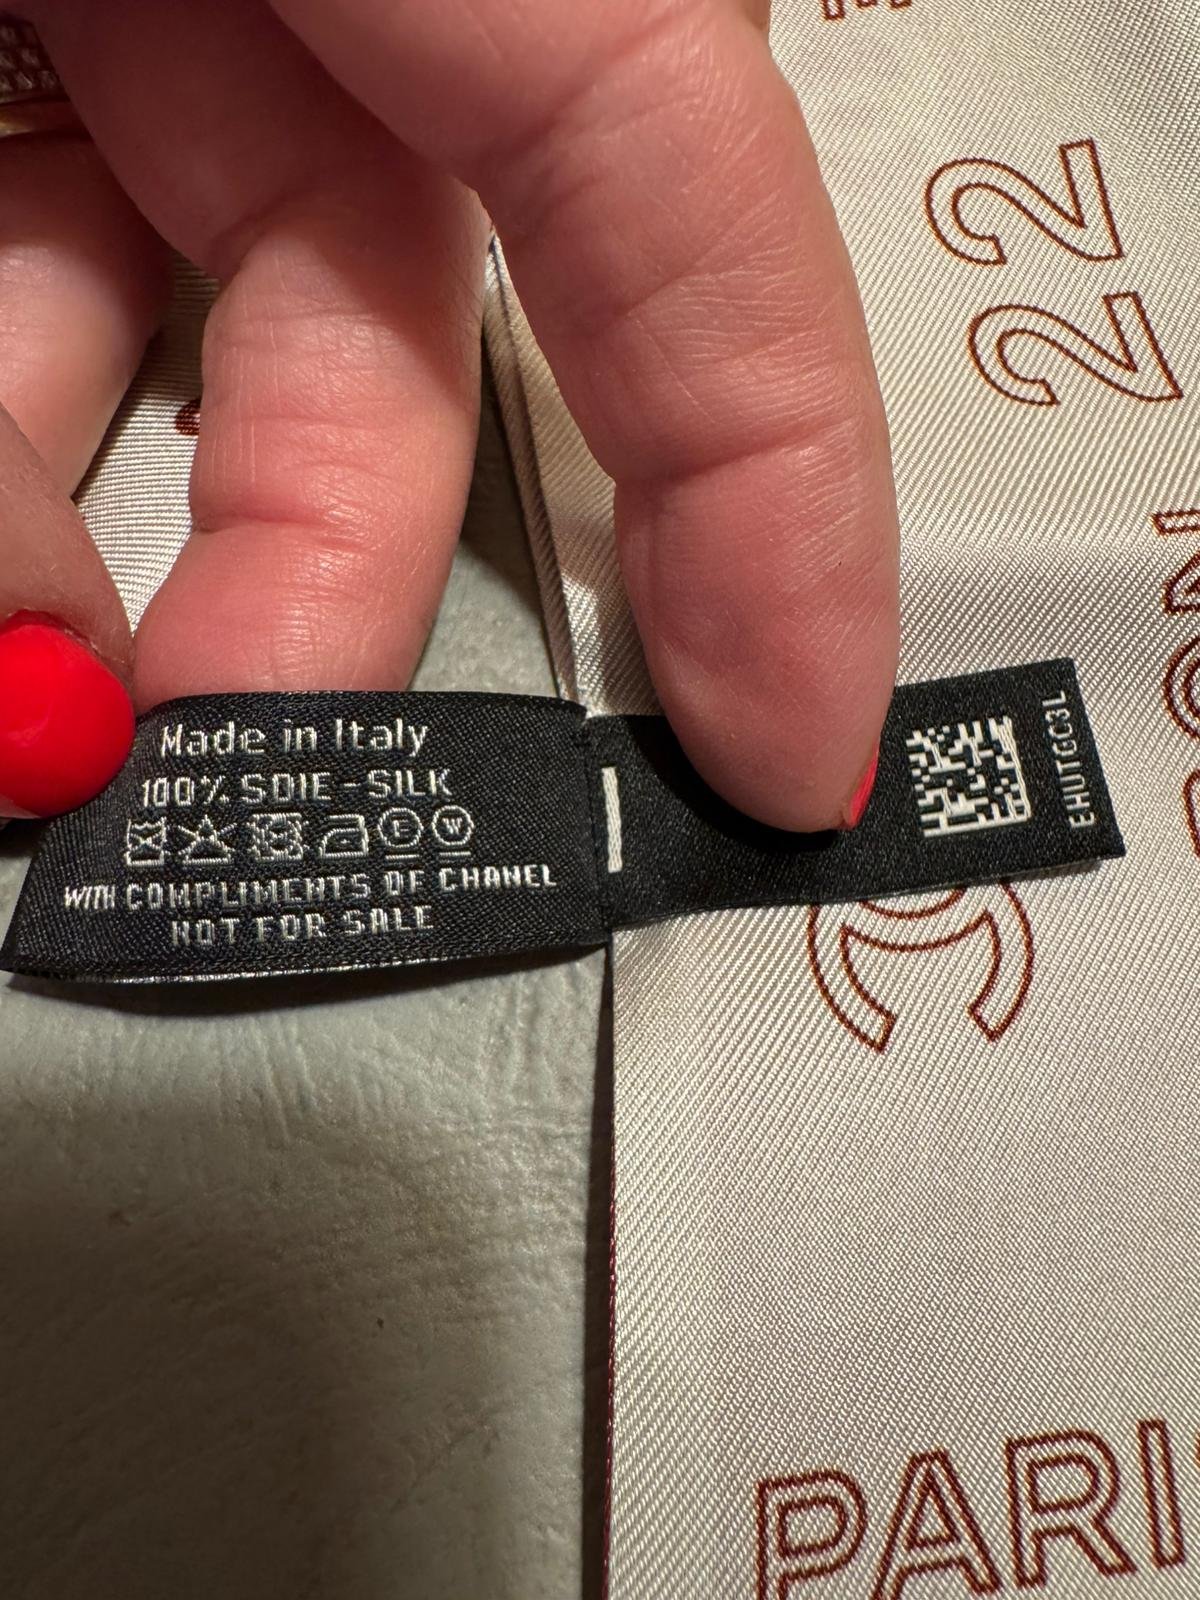 Made in Italy
100% SOIE-SILK
WITH COMPLIMENTS OF CHANEL
NOT FOR SALE
EHUTGC3L
22
PARI